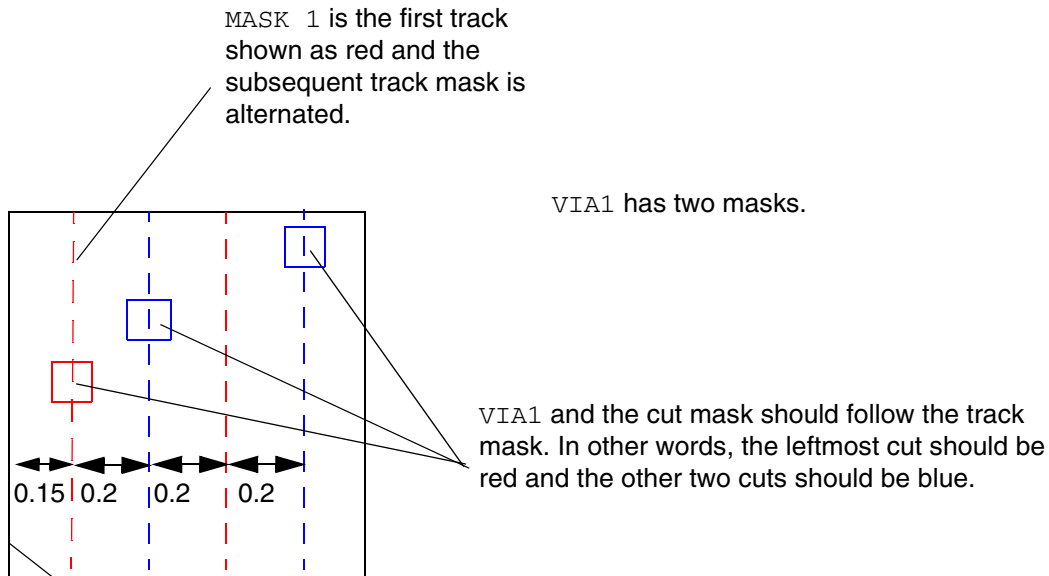 MASK 1 is the first track
shown as red and the
subsequent track mask is
alternated.
VIA1 has two masks.
VIA1 and the cut mask should follow the track
mask. In other words, the leftmost cut should be
red and the other two cuts should be blue.
0.15 0.2 0.2 0.2